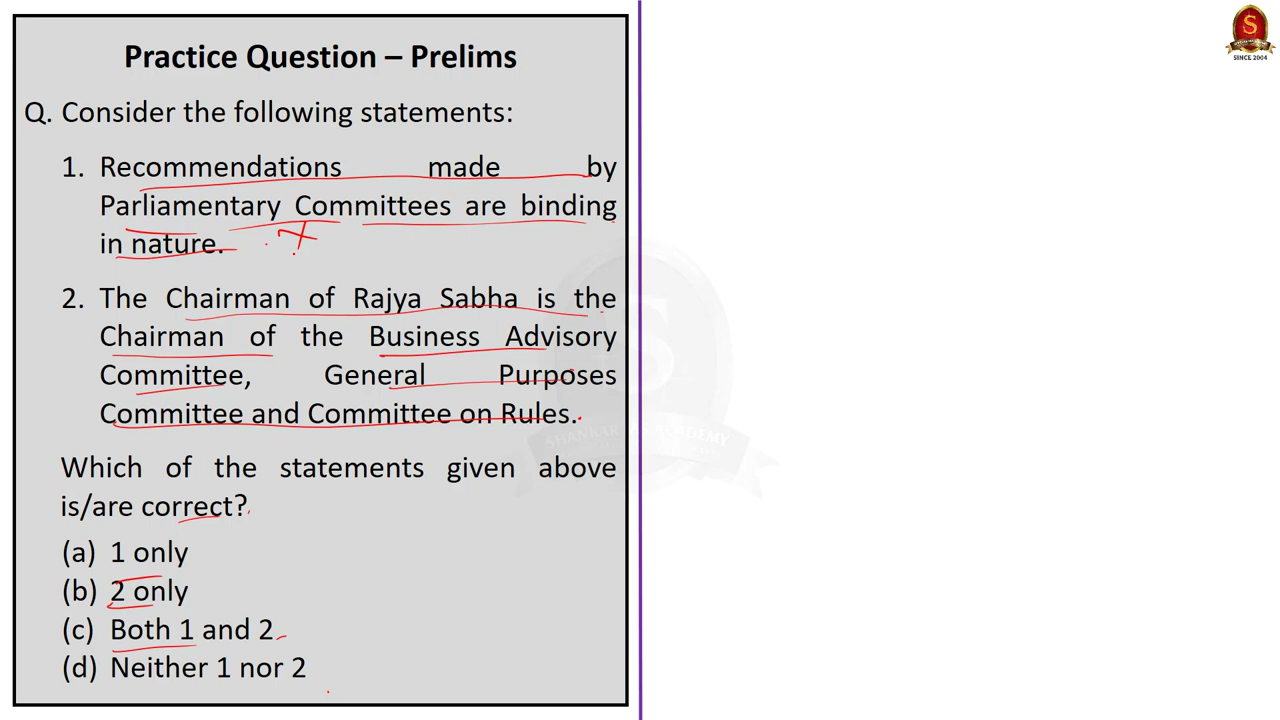 Practice Question – Prelims
S
SINCE 2004
Q. Consider the following statements:
1. Recommendations made by
Parliamentary Committees are binding
in nature.
2. The Chairman of Rajya Sabha is the
Chairman of the Business Advisory
Committee, General Purposes
Committee and Committee on Rules.
Which of the statements given above
is/are correct?
(a) 1 only
(b) 2 only
(c) Both 1 and 2
(d) Neither 1 nor 2
S
SHANKAR IAS ACADEMY